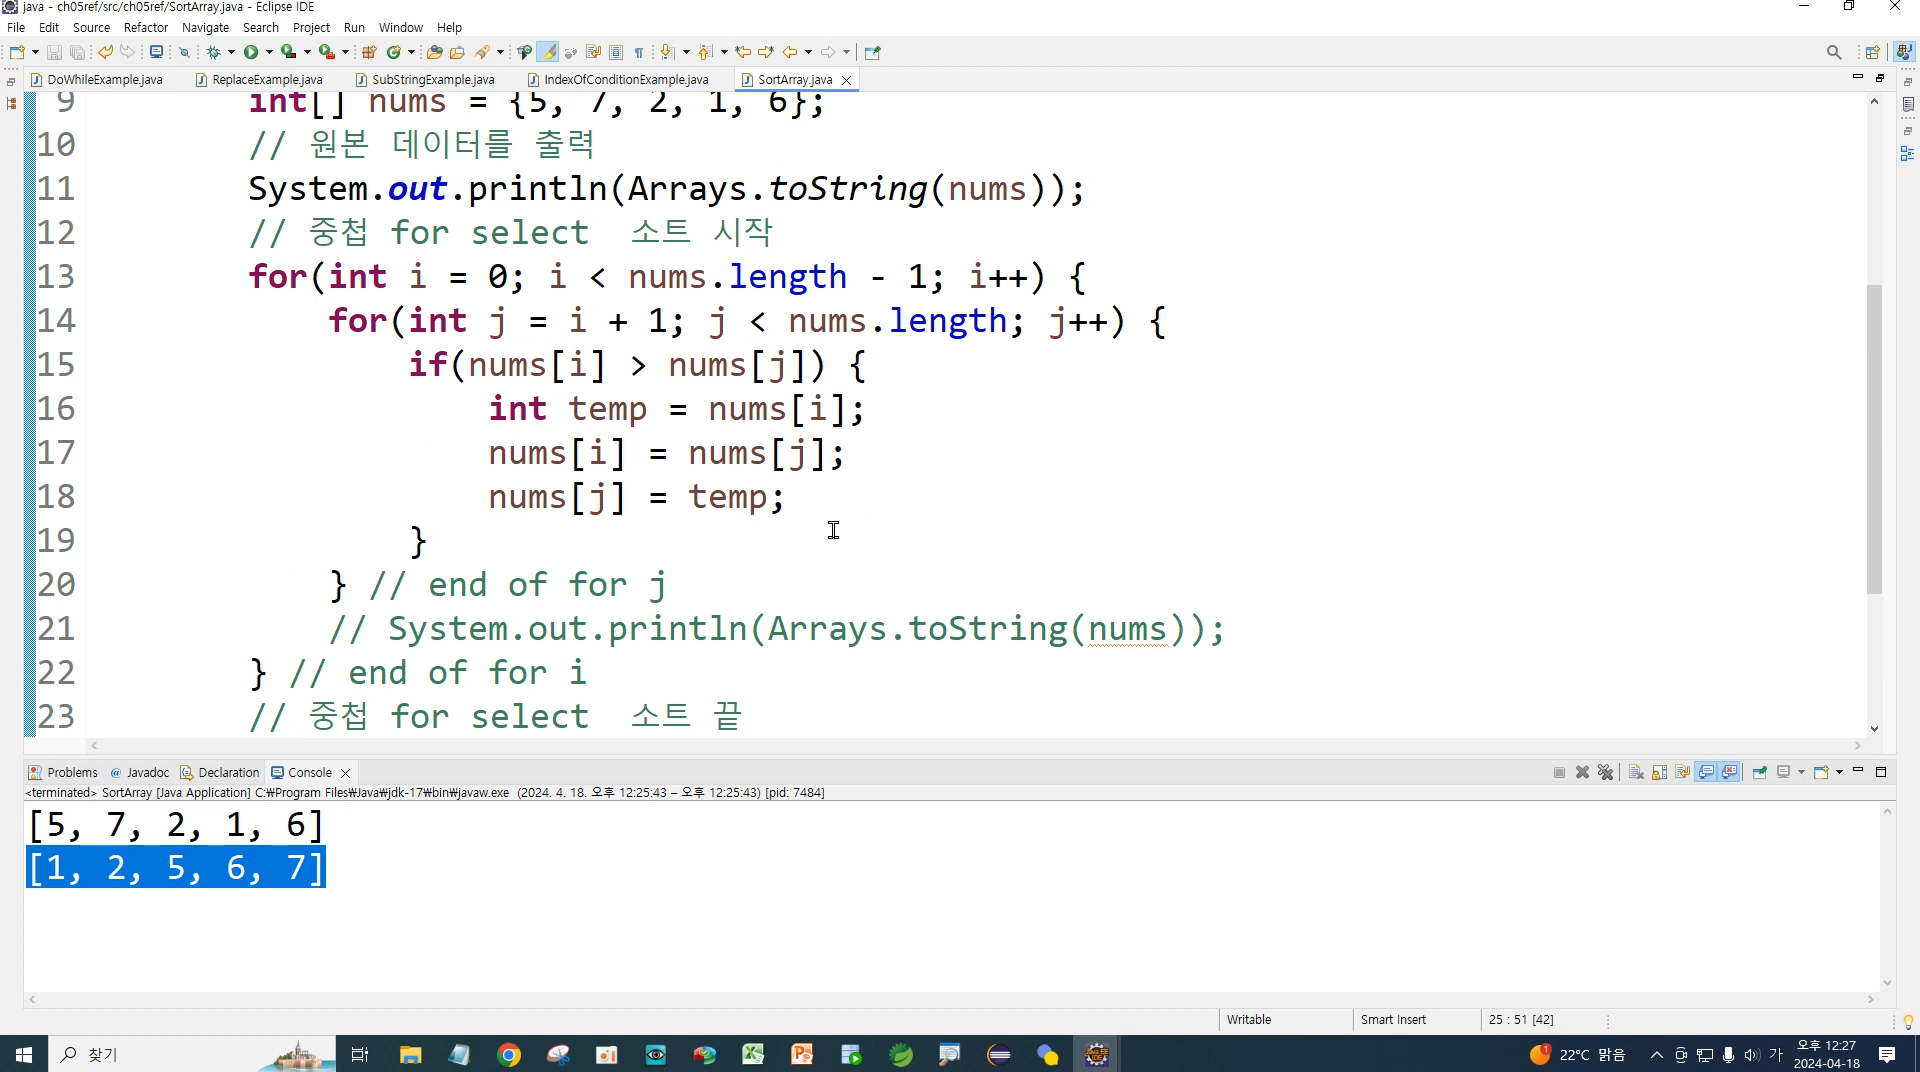 java - ch05ref/src/ch05ref/SortArray.java - Eclipse IDE
File Edit Source Refactor Navigate Search Project Run Window Help
DoWhileExample.java ReplaceExample.java SubStringExample.java IndexOfConditionExample.java SortArray.java
9 int[] nums = {5, 7, 2, 1, 6};
10 // 원본 데이터를 출력
11 System.out.println(Arrays.toString(nums));
12 // 중첩 for select 소트 시작
13 for(int i = 0; i < nums.length - 1; i++) {
14 for(int j = i + 1; j < nums.length; j++) {
15 if(nums[i] > nums[j]) {
16 int temp = nums[i];
17 nums[i] = nums[j];
18 nums[j] = temp;
19 }
20 } // end of for j
21 // System.out.println(Arrays.toString(nums));
22 } // end of for i
23 // 중첩 for select 소트 끝
Problems @ Javadoc Declaration Console
<terminated> SortArray [Java Application] C:₩Program Files₩Java₩jdk-17₩bin₩javaw.exe (2024. 4. 18. 오후 12:25:43 – 오후 12:25:43) [pid: 7484]
[5, 7, 2, 1, 6]
[1, 2, 5, 6, 7]
Writable Smart Insert 25 : 51 [42]
찾기
22°C 맑음 가 오후 12:27
2024-04-18